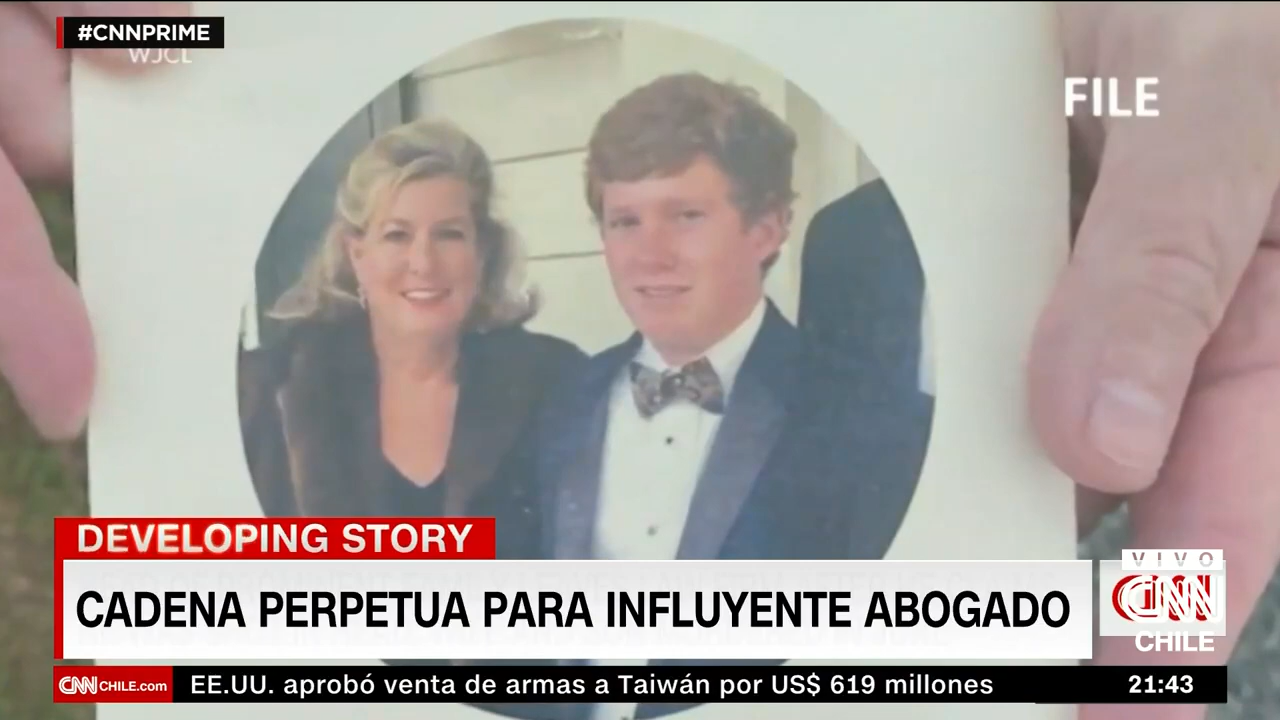 #CNNPRIME
WJCL
FILE
DEVELOPING STORY
CADENA PERPETUA PARA INFLUYENTE ABOGADO
VIVO
CNN
CHILE
CNNCHILE.com
EE.UU. aprobó venta de armas a Taiwán por US$ 619 millones
21:43